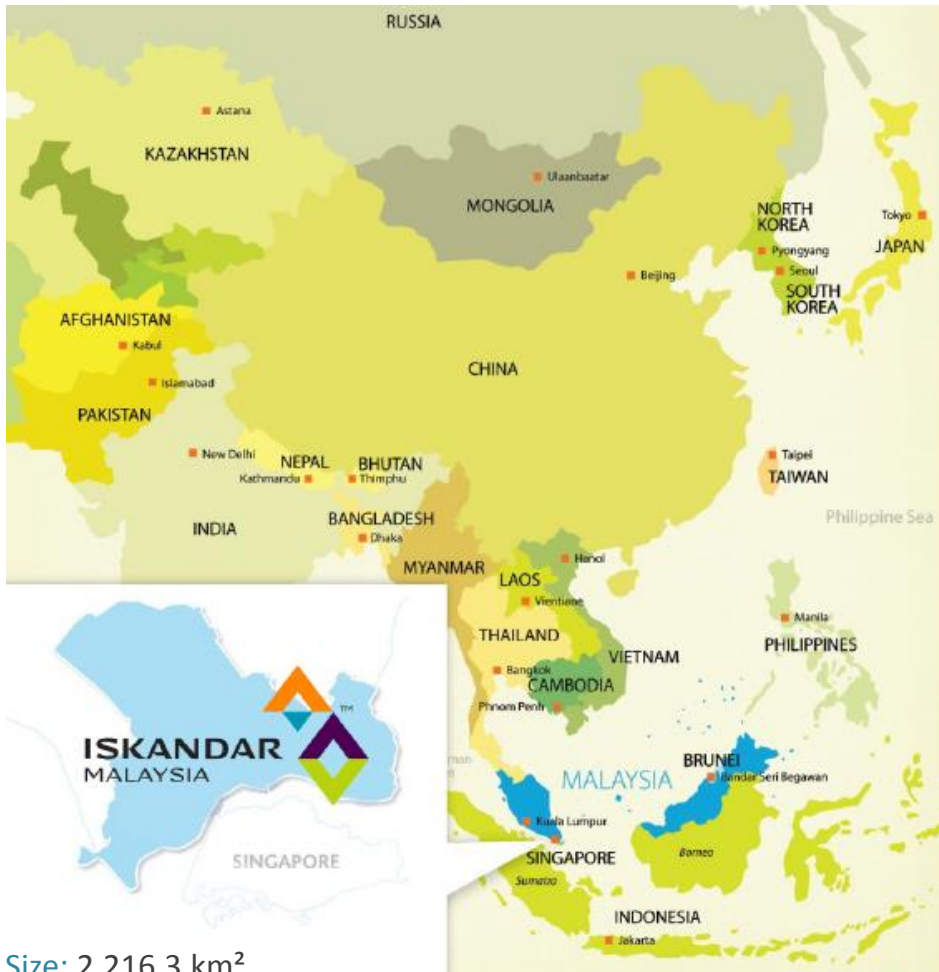 RUSSIA
Astana
KAZAKHSTAN
Ulaanbaatar
MONGOLIA
NORTH
KOREA
Tokyo
JAPAN
Pyongyang
Beijing
Seoul
SOUTH
KOREA
AFGHANISTAN
Kabul
CHINA
Islamabad
PAKISTAN
New Delhi
NEPAL
BHUTAN
Kathmandu
Thimphu
Taipei
TAIWAN
BANGLADESH
INDIA
Dhaka
Philippine Sea
MYANMAR
Hanoi
LAOS
Vientiane
Manila
THAILAND
PHILIPPINES
VIETNAM
Bangkok
CAMBODIA
Phnom Penh
ISKANDAR
MALAYSIA
TM
SINGAPORE
BRUNEI
MALAYSIA
Bandar Seri Begawan
Kuala Lumpur
SINGAPORE
Borneo
Sumatra
INDONESIA
Jakarta
Size: 2,216.3 km²